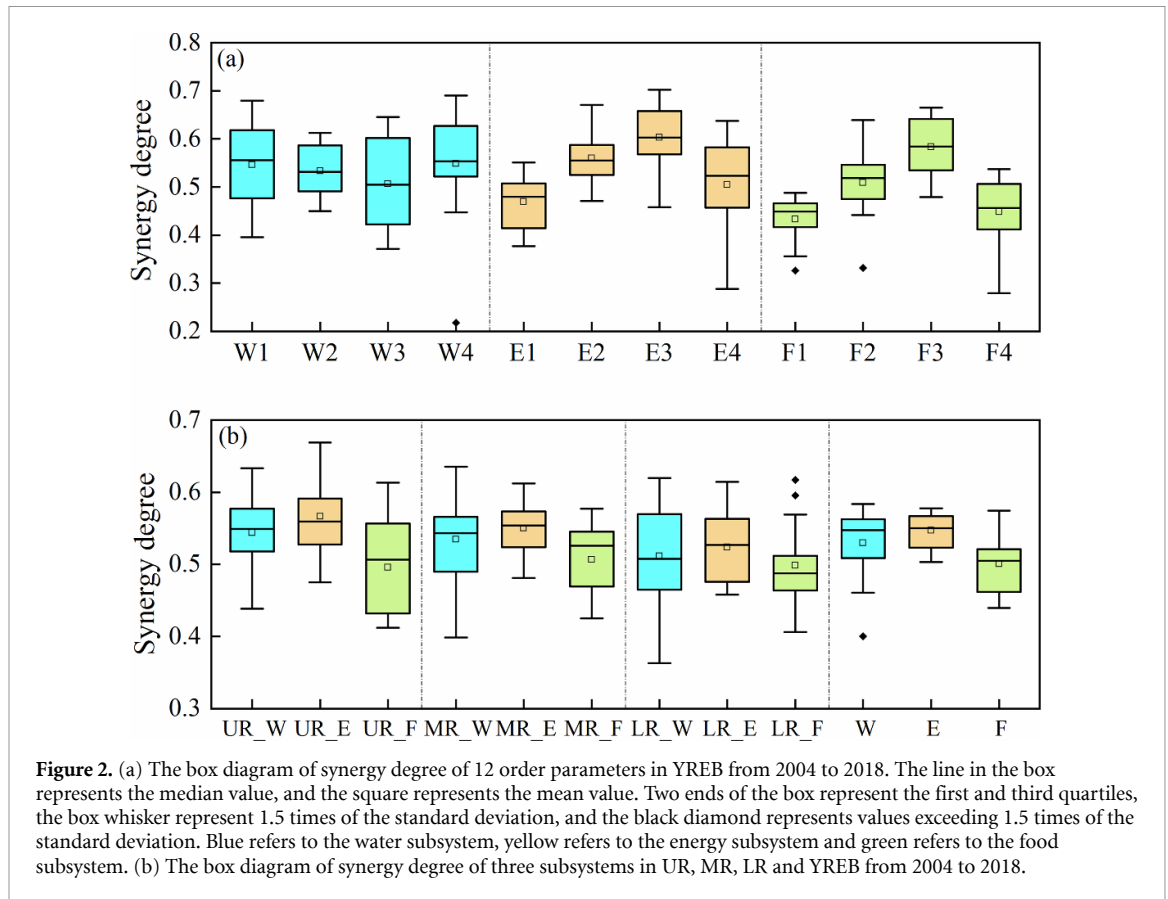 (a)
Synergy degree
0.8
0.7
0.6
0.5
0.4
0.3
0.2
W1 W2 W3 W4 E1 E2 E3 E4 F1 F2 F3 F4
(b)
Synergy degree
0.7
0.6
0.5
0.4
0.3
UR_W UR_E UR_F MR_W MR_E MR_F LR_W LR_E LR_F W E F
Figure 2. (a) The box diagram of synergy degree of 12 order parameters in YREB from 2004 to 2018. The line in the box
represents the median value, and the square represents the mean value. Two ends of the box represent the first and third quartiles,
the box whisker represent 1.5 times of the standard deviation, and the black diamond represents values exceeding 1.5 times of the
standard deviation. Blue refers to the water subsystem, yellow refers to the energy subsystem and green refers to the food
subsystem. (b) The box diagram of synergy degree of three subsystems in UR, MR, LR and YREB from 2004 to 2018.